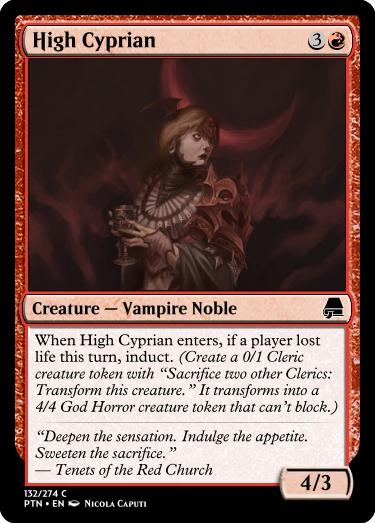 High Cyprian 3
Creature — Vampire Noble
When High Cyprian enters, if a player lost
life this turn, induct. (Create a 0/1 Cleric
creature token with “Sacrifice two other Clerics:
Transform this creature.” It transforms into a
4/4 God Horror creature token that can’t block.)
“Deepen the sensation. Indulge the appetite.
Sweeten the sacrifice.”
— Tenets of the Red Church
4/3
132/274 C
PTN • EN Nicola Caputi